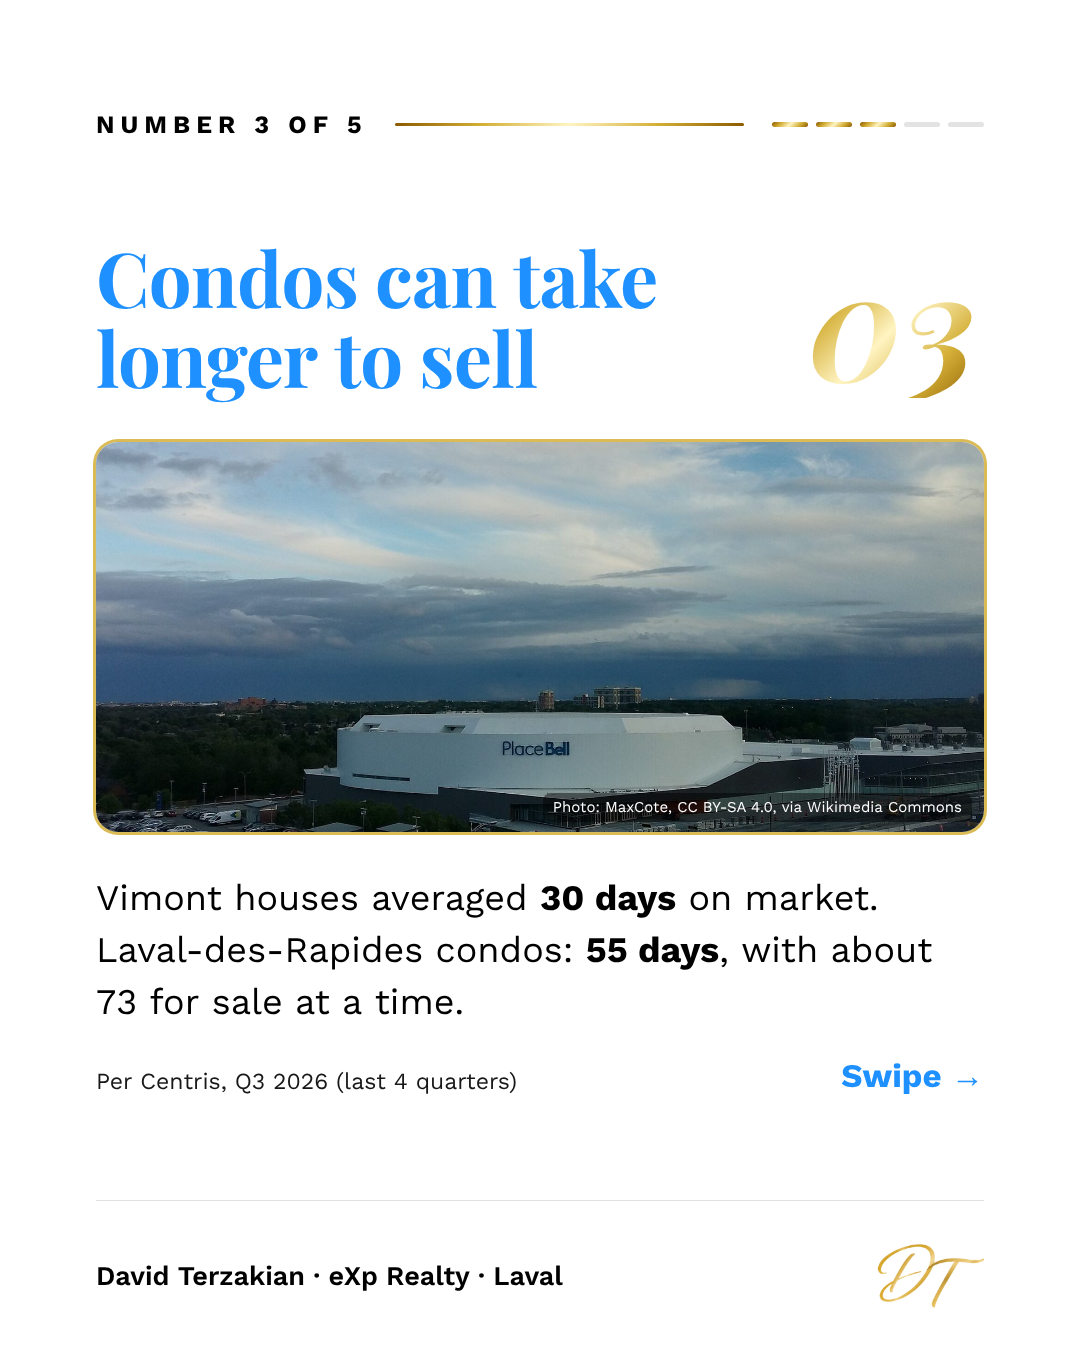 NUMBER 3 OF 5
Condos can take
longer to sell
03
PlaceBell
Photo: MaxCote, CC BY-SA 4.0, via Wikimedia Commons
Vimont houses averaged 30 days on market.
Laval-des-Rapides condos: 55 days, with about
73 for sale at a time.
Per Centris, Q3 2026 (last 4 quarters)
Swipe →
David Terzakian · eXp Realty · Laval
DT